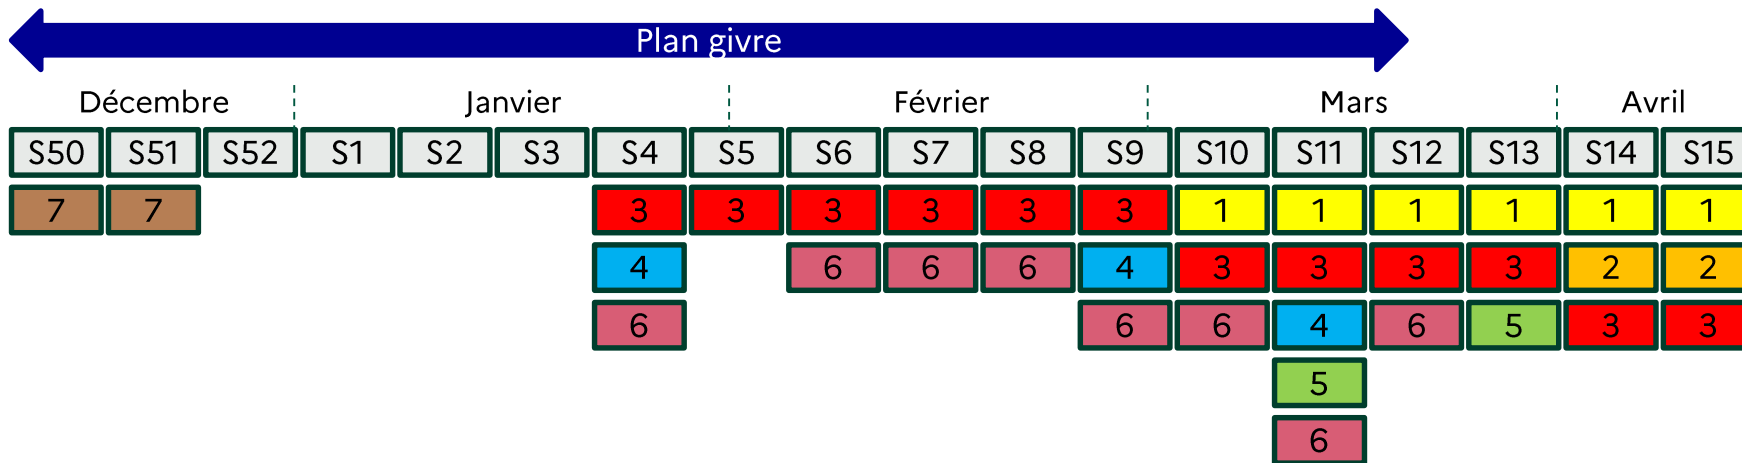 Plan givre
Décembre Janvier Février Mars Avril
S50 S51 S52 S1 S2 S3 S4 S5 S6 S7 S8 S9 S10 S11 S12 S13 S14 S15
7 7 3 3 3 3 3 3 1 1 1 1 1 1
4 6 6 6 4 3 3 3 3 2 2
6 6 6 4 6 5 3 3
5
6